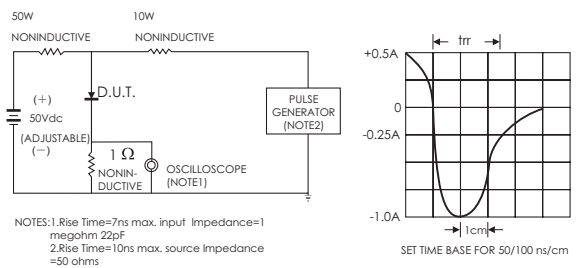 50W
NONINDUCTIVE
10W
NONINDUCTIVE
D.U.T.
(+)
50Vdc
(ADJUSTABLE)
(−)
1 Ω
NONIN-
DUCTIVE
OSCILLOSCOPE
(NOTE1)
PULSE
GENERATOR
(NOTE2)
NOTES:1.Rise Time=7ns max. input Impedance=1
megohm 22pF
2.Rise Time=10ns max. source Impedance
=50 ohms
trr
+0.5A
0
-0.25A
-1.0A
1cm
SET TIME BASE FOR 50/100 ns/cm